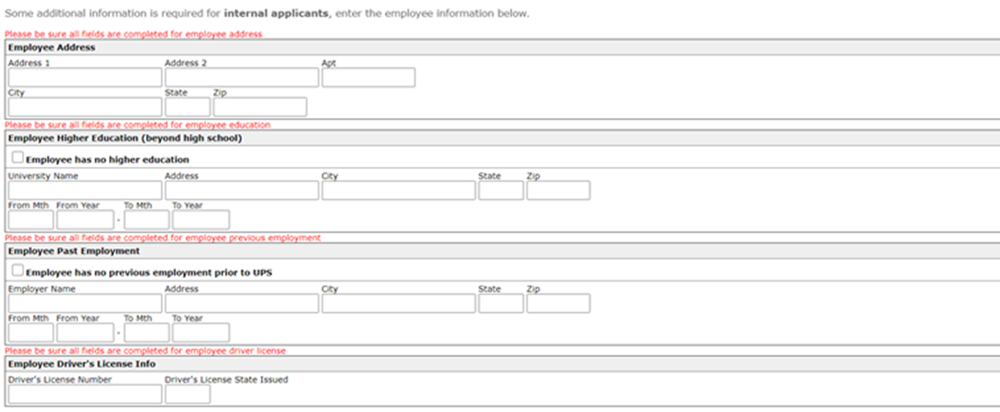 Some additional information is required for internal applicants, enter the employee information below.
Please be sure all fields are completed for employee address
Employee Address
Address 1 Address 2 Apt
City State Zip
Please be sure all fields are completed for employee education
Employee Higher Education (beyond high school)
Employee has no higher education
University Name Address City State Zip
From Mth From Year To Mth To Year
-
Please be sure all fields are completed for employee previous employment
Employee Past Employment
Employee has no previous employment prior to UPS
Employer Name Address City State Zip
From Mth From Year To Mth To Year
-
Please be sure all fields are completed for employee driver license
Employee Driver's License Info
Driver's License Number Driver's License State Issued